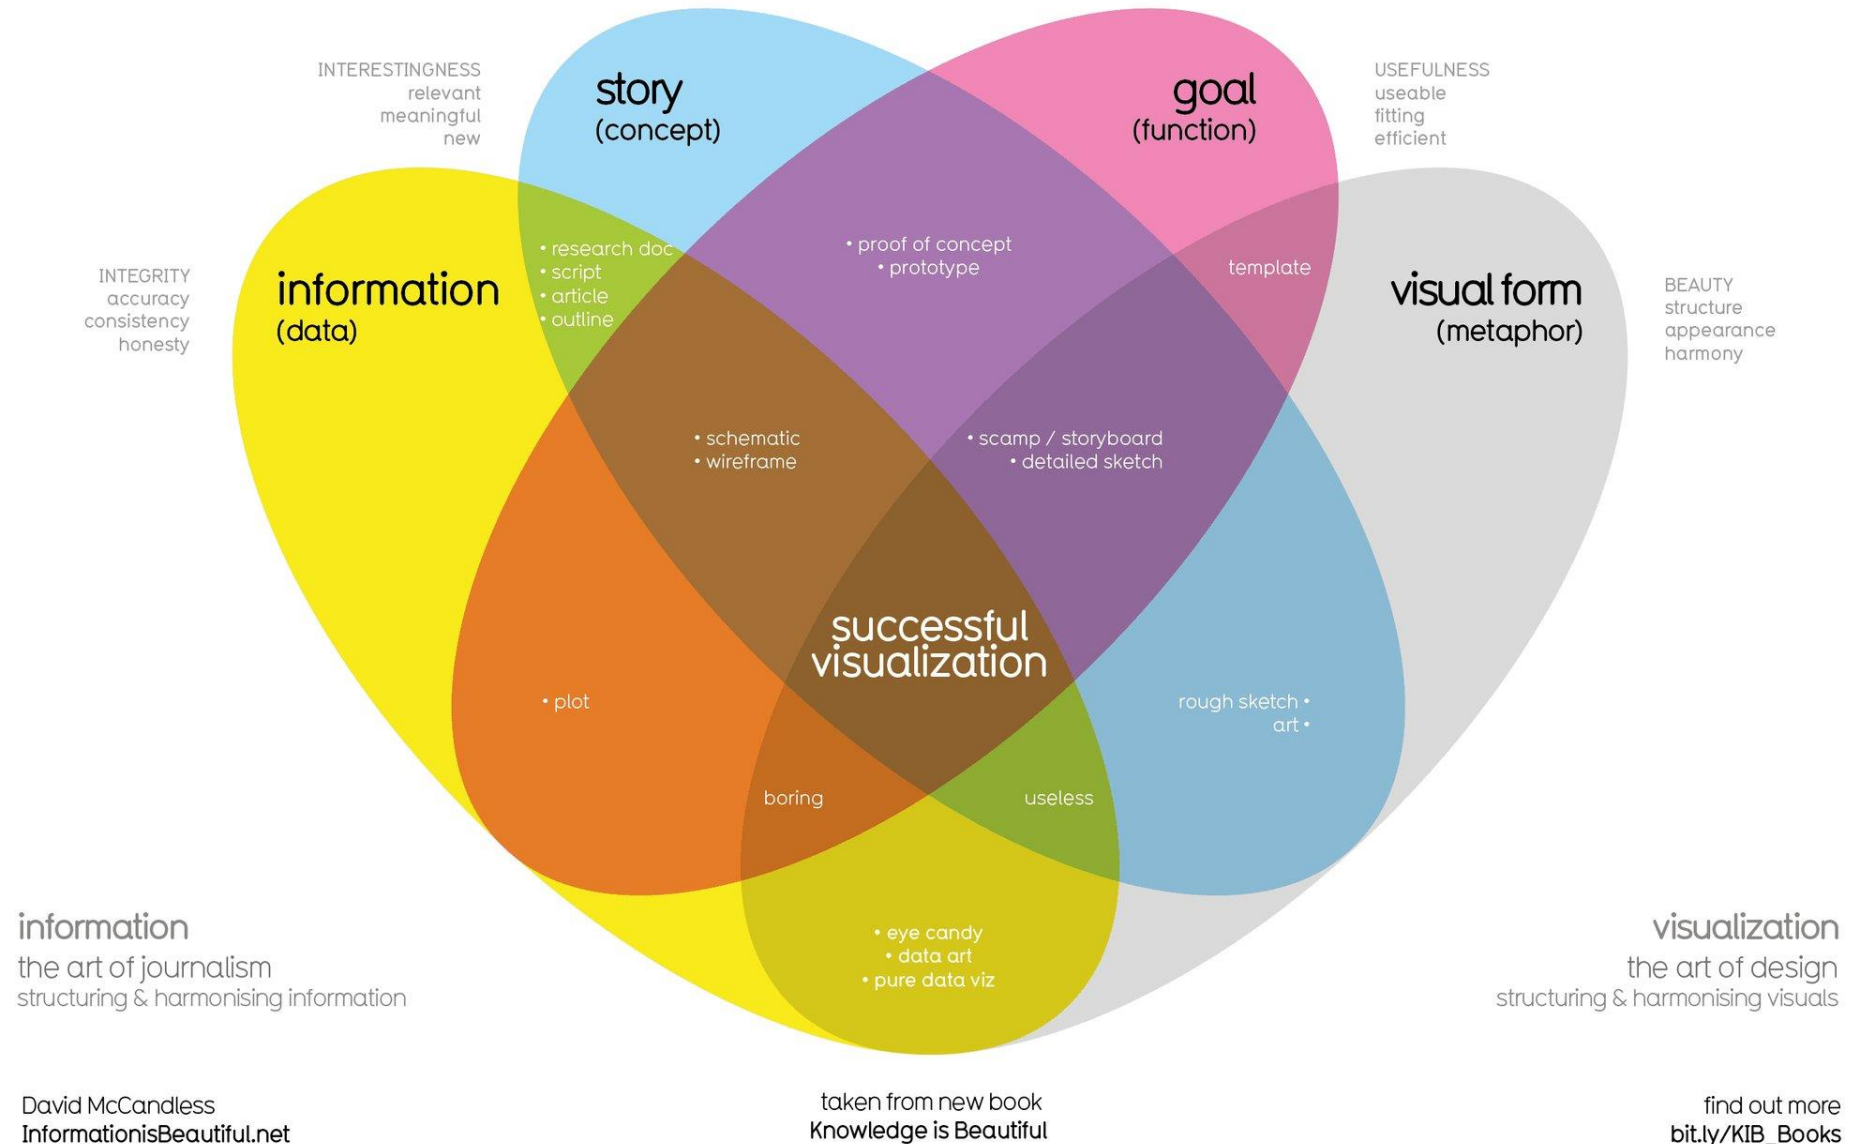 INTERESTINGNESS
relevant
meaningful
new
story
(concept)
goal
(function)
USEFULNESS
useable
fitting
efficient
INTEGRITY
accuracy
consistency
honesty
information
(data)
• research doc
• script
• article
• outline
• proof of concept
• prototype
template
visual form
(metaphor)
BEAUTY
structure
appearance
harmony
• schematic
• wireframe
• scamp / storyboard
• detailed sketch
successful
visualization
• plot
rough sketch •
art •
boring
useless
• eye candy
• data art
• pure data viz
information
the art of journalism
structuring & harmonising information
visualization
the art of design
structuring & harmonising visuals
David McCandless
InformationisBeautiful.net
taken from new book
Knowledge is Beautiful
find out more
bit.ly/KIB_Books